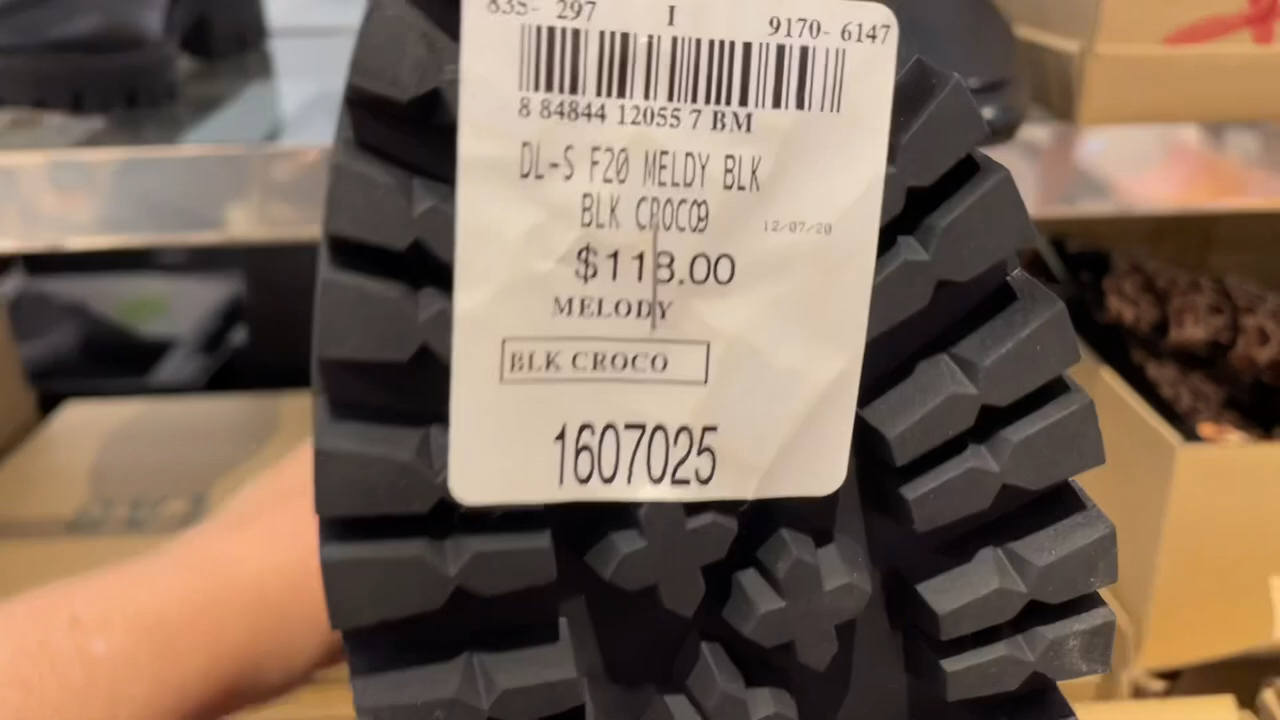 835- 297 I 9170- 6147
8 84844 12055 7 BM
DL-S F20 MELDY BLK
BLK CROCO9 12/07/20
$118.00
MELODY
BLK CROCO
1607025